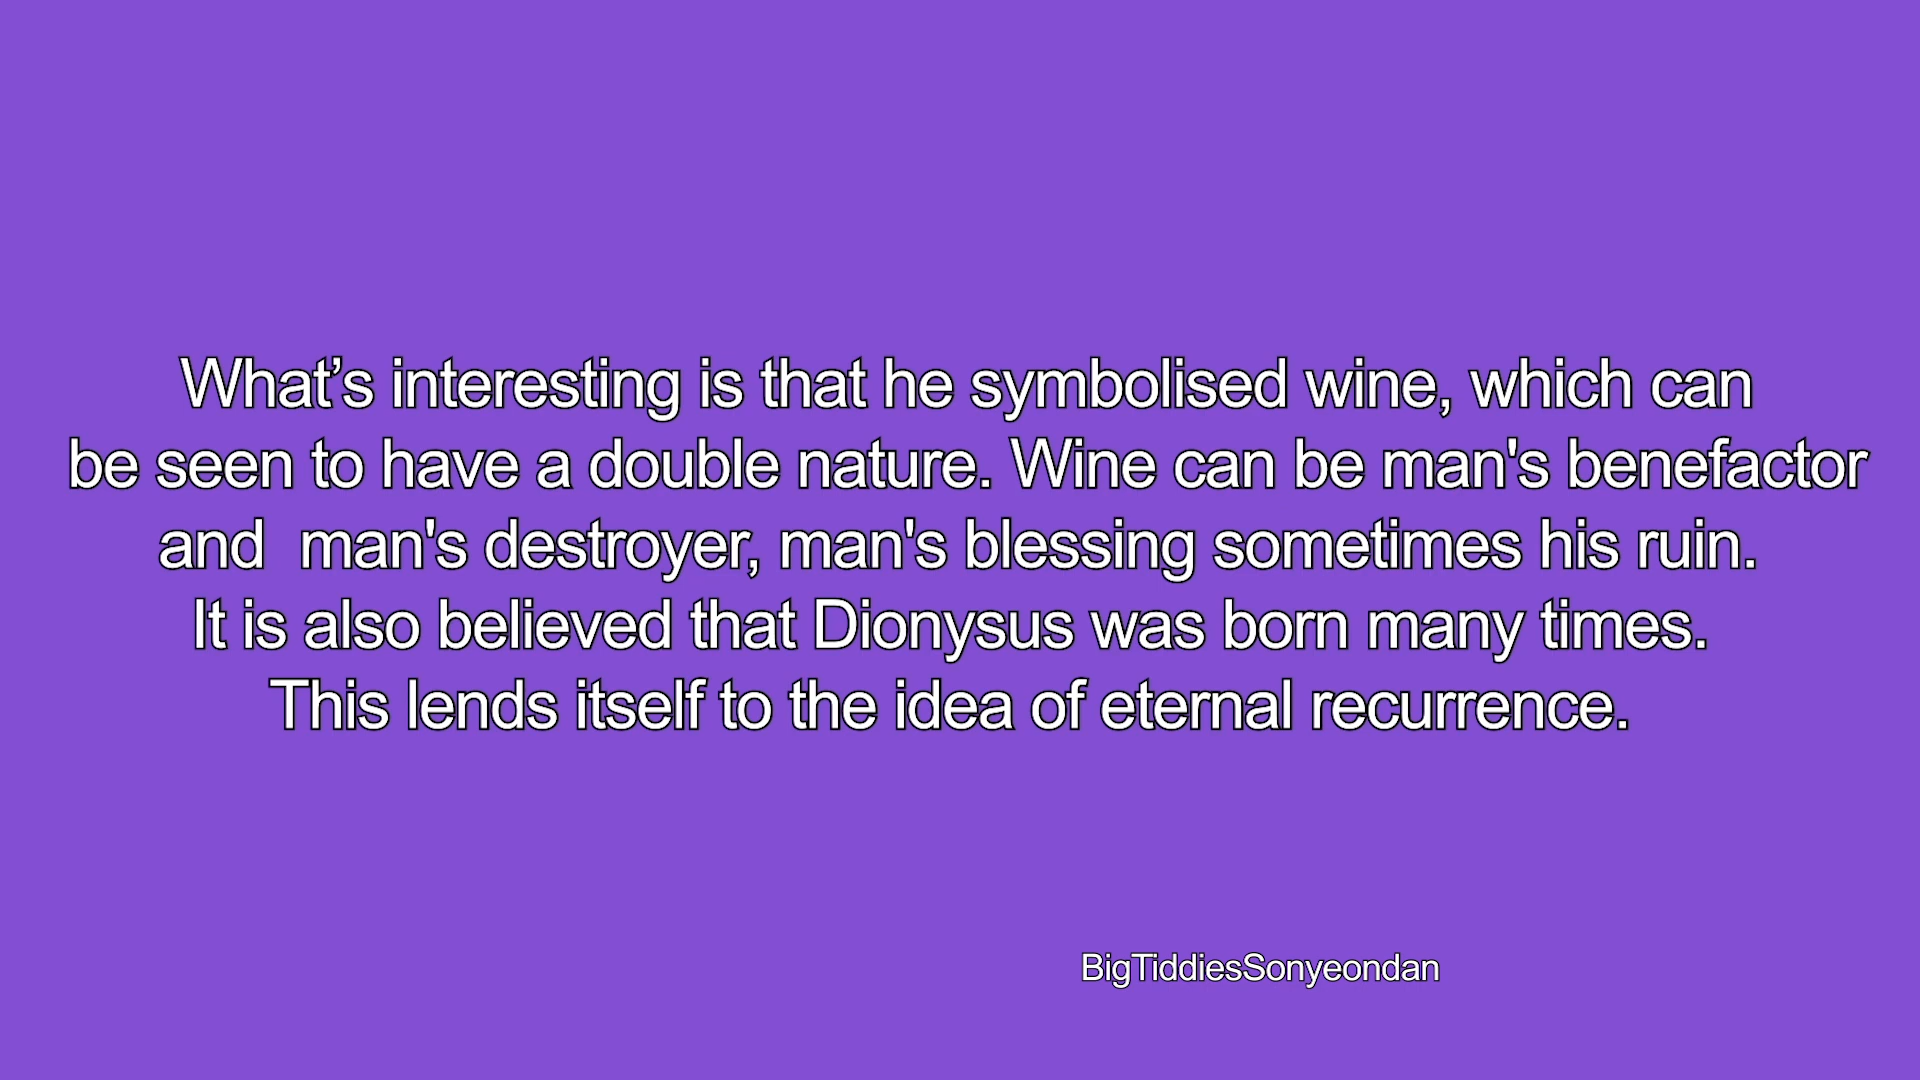 What’s interesting is that he symbolised wine, which can
be seen to have a double nature. Wine can be man's benefactor
and  man's destroyer, man's blessing sometimes his ruin.
It is also believed that Dionysus was born many times.
This lends itself to the idea of eternal recurrence.
BigTiddiesSonyeondan